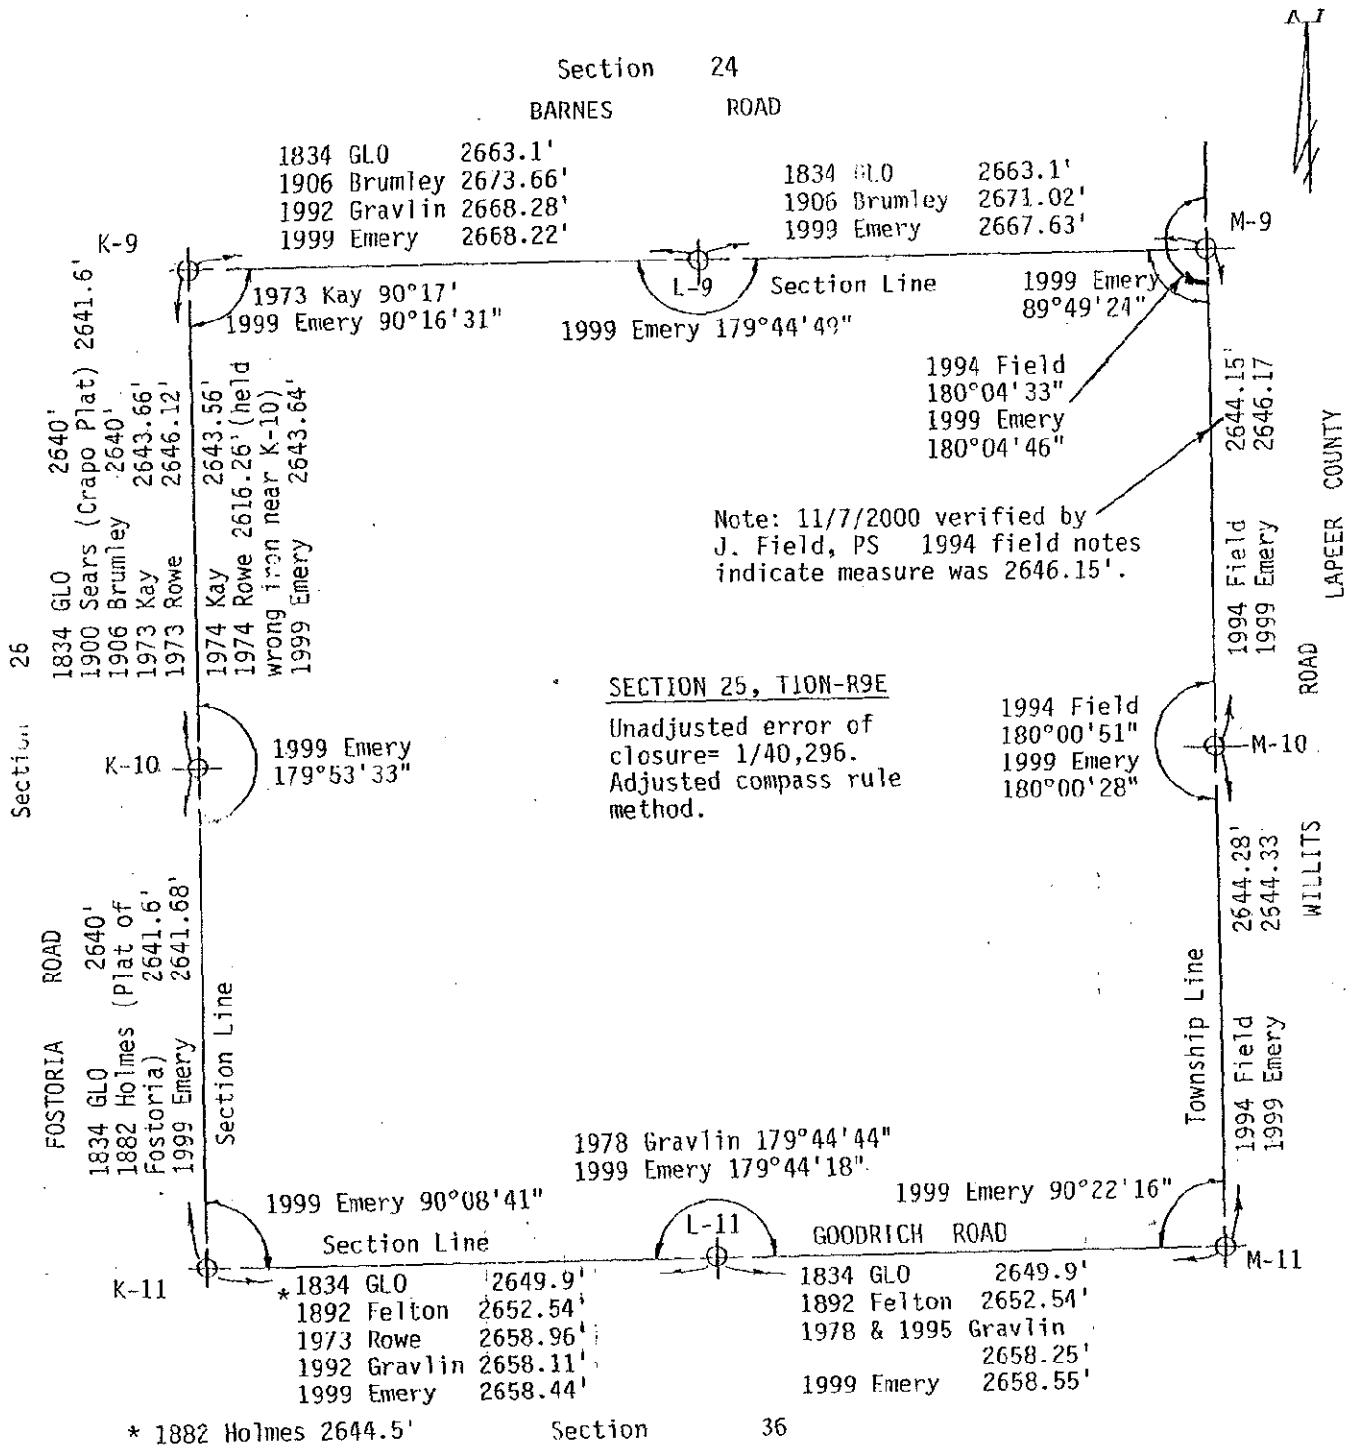 Section 24
BARNES ROAD
1834 GLO 2663.1'
1906 Brumley 2673.66'
1992 Gravlin 2668.28'
1999 Emery 2668.22'
1834 GLO 2663.1'
1906 Brumley 2671.02'
1999 Emery 2667.63'
K-9
M-9
L-9
Section Line
1973 Kay 90°17'
1999 Emery 90°16'31"
1999 Emery 179°44'49"
1999 Emery
89°49'24"
1994 Field
180°04'33"
1999 Emery
180°04'46"
Note: 11/7/2000 verified by
J. Field, PS 1994 field notes
indicate measure was 2646.15'.
Section 26
1834 GLO 2640'
1900 Sears (Crapo Plat) 2641.6'
1906 Brumley 2640'
1973 Kay 2643.66'
1973 Rowe 2646.12'
1974 Kay 2643.56'
1974 Rowe 2616.26' (held
wrong iron near K-10)
1999 Emery 2643.64'
1994 Field 2644.15'
1999 Emery 2646.17
LAPEER COUNTY
WILLITS ROAD
K-10
1999 Emery
179°53'33"
SECTION 25, T10N-R9E
Unadjusted error of
closure= 1/40,296.
Adjusted compass rule
method.
1994 Field
180°00'51"
1999 Emery
180°00'28"
M-10
FOSTORIA ROAD
1834 GLO 2640'
1882 Holmes (Plat of
Fostoria) 2641.6'
1999 Emery 2641.68'
Section Line
Township Line
1994 Field 2644.28'
1999 Emery 2644.33
1978 Gravlin 179°44'44"
1999 Emery 179°44'18"
1999 Emery 90°08'41"
1999 Emery 90°22'16"
Section Line
L-11
GOODRICH ROAD
K-11
M-11
*1834 GLO 2649.9'
1892 Felton 2652.54'
1973 Rowe 2658.96'
1992 Gravlin 2658.11'
1999 Emery 2658.44'
1834 GLO 2649.9'
1892 Felton 2652.54'
1978 & 1995 Gravlin
2658.25'
1999 Emery 2658.55'
* 1882 Holmes 2644.5'
Section 36